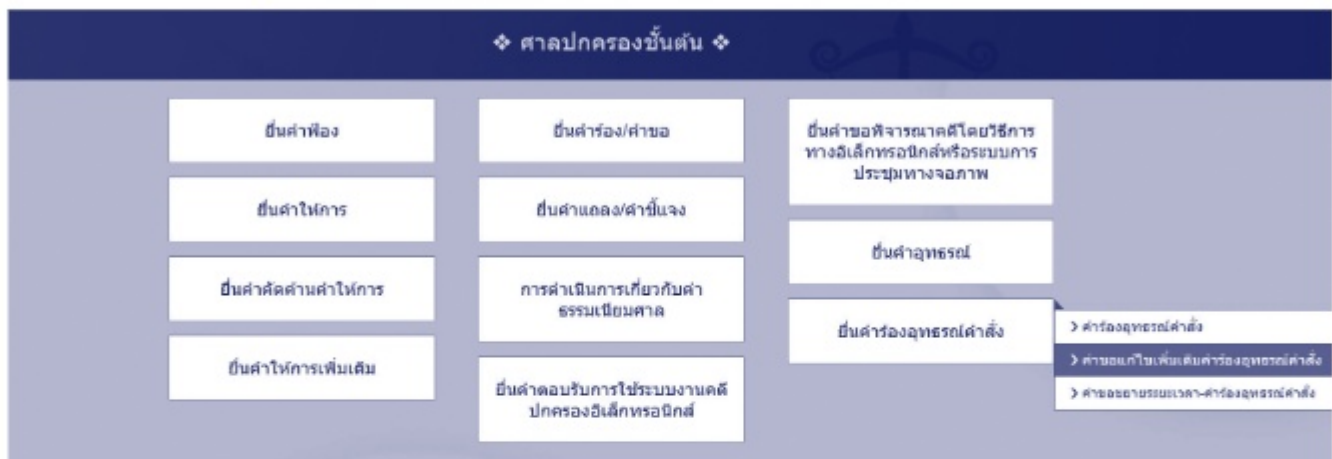 ❖ ศาลปกครองชั้นต้น ❖
ยื่นคำฟ้อง
ยื่นคำให้การ
ยื่นคำคัดค้านคำให้การ
ยื่นคำให้การเพิ่มเติม
ยื่นคำร้อง/คำขอ
ยื่นคำแถลง/คำชี้แจง
การดำเนินการเกี่ยวกับค่า
ธรรมเนียมศาล
ยื่นคำตอบรับการใช้ระบบงานคดี
ปกครองอิเล็กทรอนิกส์
ยื่นคำขอพิจารณาคดีโดยวิธีการ
ทางอิเล็กทรอนิกส์หรือระบบการ
ประชุมทางจอภาพ
ยื่นคำอุทธรณ์
ยื่นคำร้องอุทธรณ์คำสั่ง
> คำร้องอุทธรณ์คำสั่ง
> คำขอแก้ไขเพิ่มเติมคำร้องอุทธรณ์คำสั่ง
> คำขอขยายระยะเวลา-คำร้องอุทธรณ์คำสั่ง